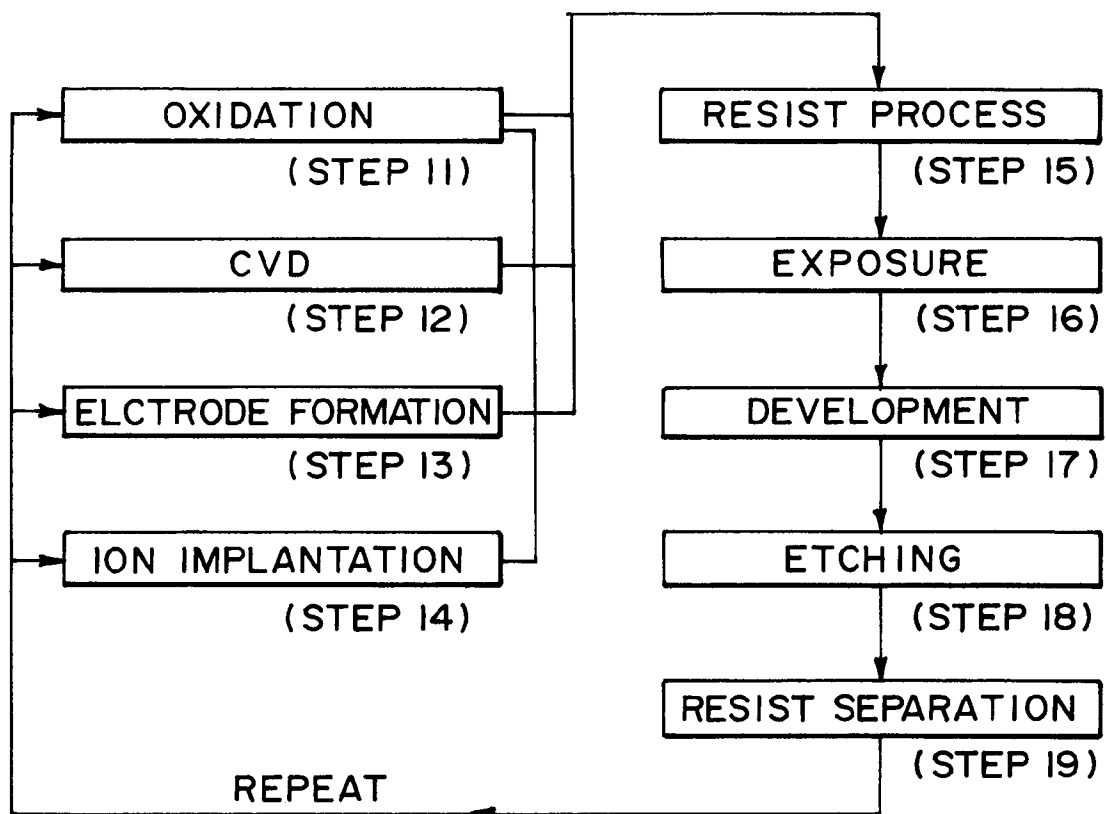 OXIDATION
(STEP 11)
CVD
(STEP 12)
ELCTRODE FORMATION
(STEP 13)
ION IMPLANTATION
(STEP 14)
REPEAT
RESIST PROCESS
(STEP 15)
EXPOSURE
(STEP 16)
DEVELOPMENT
(STEP 17)
ETCHING
(STEP 18)
RESIST SEPARATION
(STEP 19)